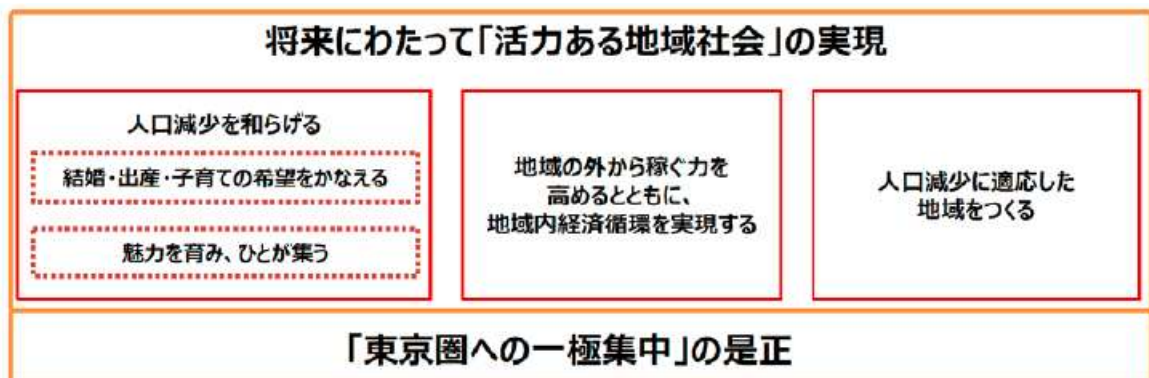 将来にわたって「活力ある地域社会」の実現
人口減少を和らげる
結婚・出産・子育ての希望をかなえる
魅力を育み、ひとが集う
地域の外から稼ぐ力を
高めるとともに、
地域内経済循環を実現する
人口減少に適応した
地域をつくる
「東京圏への一極集中」の是正